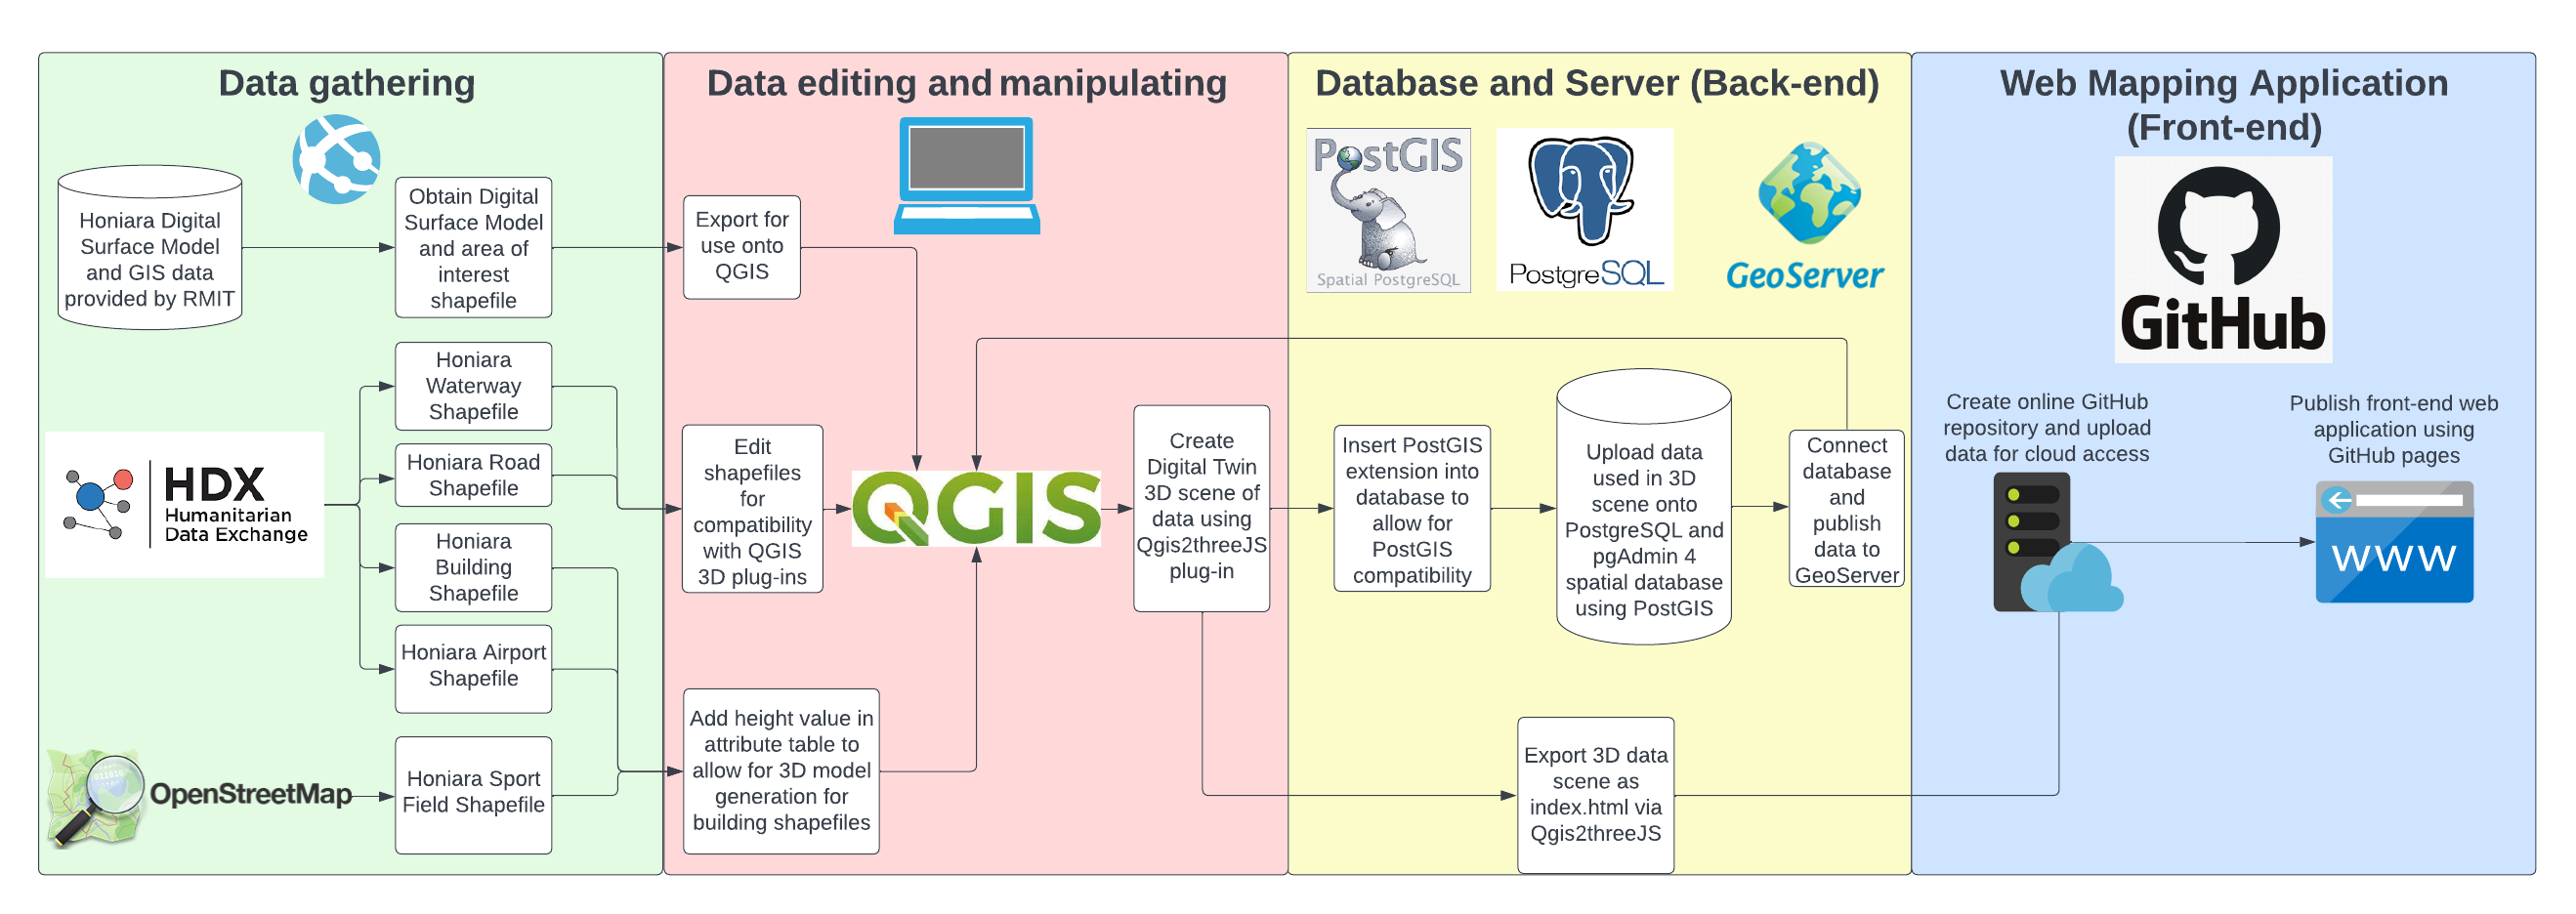 Data gathering
Honiara Digital
Surface Model
and GIS data
provided by RMIT
Obtain Digital
Surface Model
and area of
interest
shapefile
Honiara
Waterway
Shapefile
HDX
Humanitarian
Data Exchange
Honiara Road
Shapefile
Honiara
Building
Shapefile
Honiara Airport
Shapefile
OpenStreetMap
Honiara Sport
Field Shapefile
Data editing and manipulating
Export for
use onto
QGIS
Edit
shapefiles
for
compatibility
with QGIS
3D plug-ins
QGIS
Add height value in
attribute table to
allow for 3D model
generation for
building shapefiles
Create
Digital Twin
3D scene of
data using
Qgis2threeJS
plug-in
Database and Server (Back-end)
PostGIS
Spatial PostgreSQL
PostgreSQL
GeoServer
Insert PostGIS
extension into
database to
allow for
PostGIS
compatibility
Upload data
used in 3D
scene onto
PostgreSQL and
pgAdmin 4
spatial database
using PostGIS
Connect
database
and
publish
data to
GeoServer
Export 3D data
scene as
index.html via
Qgis2threeJS
Web Mapping Application
(Front-end)
GitHub
Create online GitHub
repository and upload
data for cloud access
Publish front-end web
application using
GitHub pages
WWW